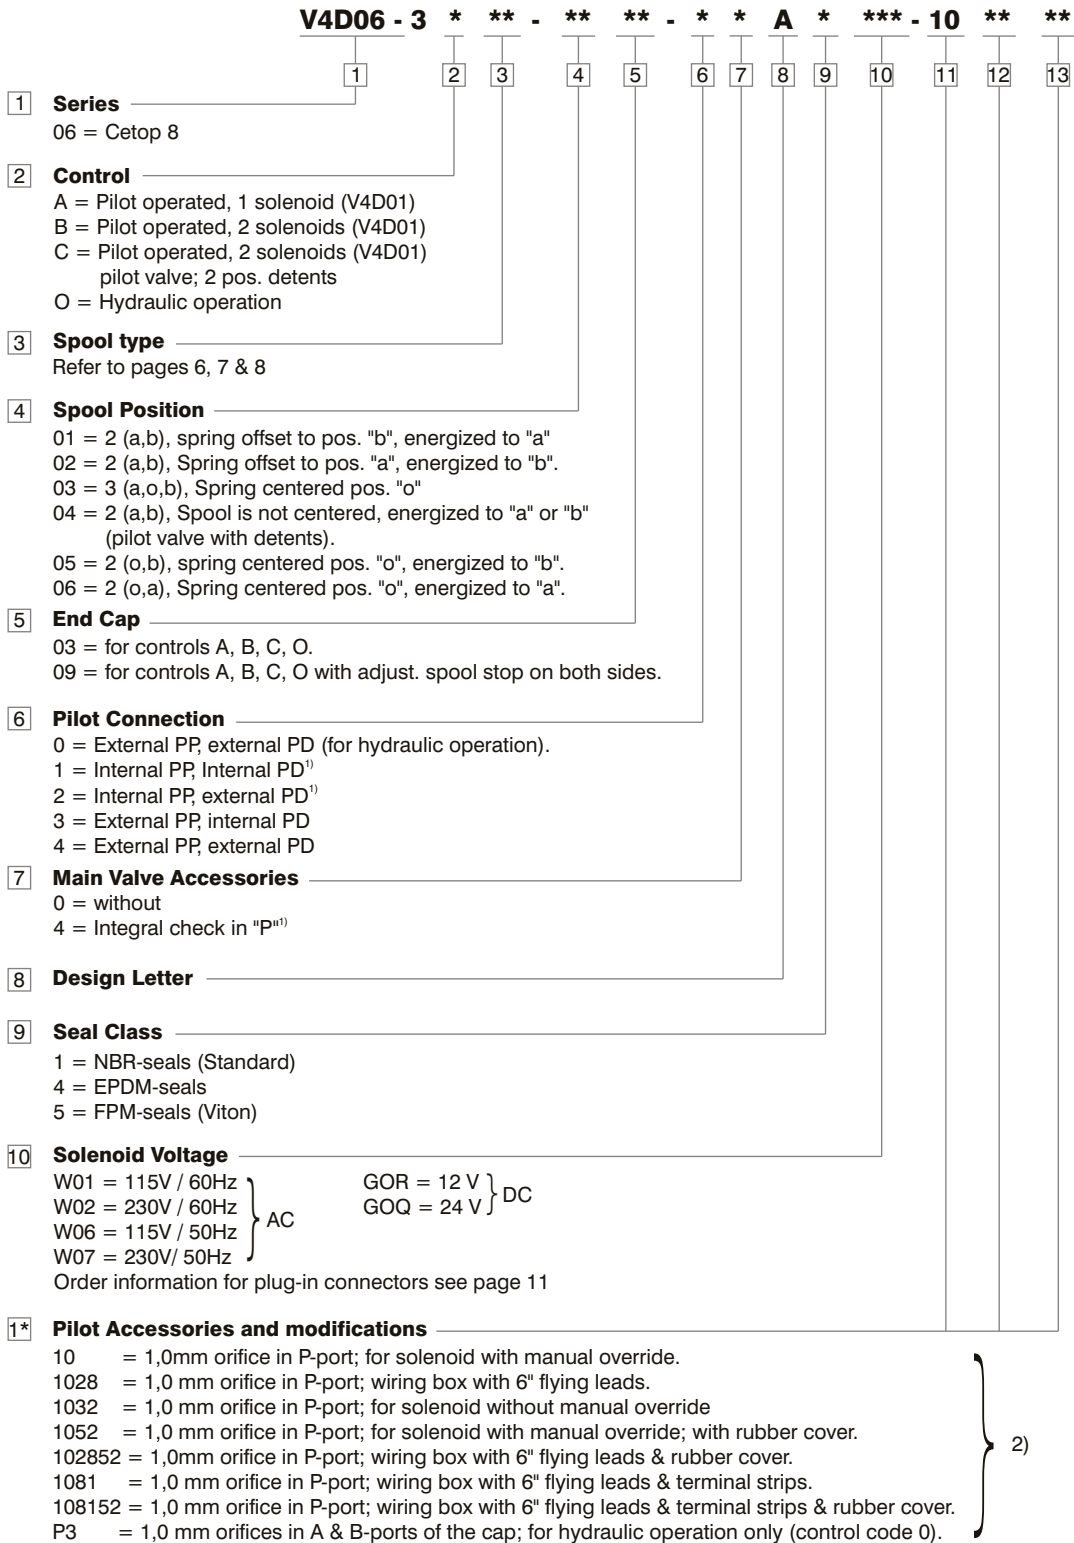 V4D06 - 3 * ** - ** ** - * * A * *** - 10 ** **
1 2 3 4 5 6 7 8 9 10 11 12 13
1 Series
06 = Cetop 8
2 Control
A = Pilot operated, 1 solenoid (V4D01)
B = Pilot operated, 2 solenoids (V4D01)
C = Pilot operated, 2 solenoids (V4D01)
pilot valve; 2 pos. detents
O = Hydraulic operation
3 Spool type
Refer to pages 6, 7 & 8
4 Spool Position
01 = 2 (a,b), spring offset to pos. "b", energized to "a"
02 = 2 (a,b), Spring offset to pos. "a", energized to "b".
03 = 3 (a,o,b), Spring centered pos. "o"
04 = 2 (a,b), Spool is not centered, energized to "a" or "b"
(pilot valve with detents).
05 = 2 (o,b), spring centered pos. "o", energized to "b".
06 = 2 (o,a), Spring centered pos. "o", energized to "a".
5 End Cap
03 = for controls A, B, C, O.
09 = for controls A, B, C, O with adjust. spool stop on both sides.
6 Pilot Connection
0 = External PP, external PD (for hydraulic operation).
1 = Internal PP, Internal PD1)
2 = Internal PP, external PD1)
3 = External PP, internal PD
4 = External PP, external PD
7 Main Valve Accessories
0 = without
4 = Integral check in "P"1)
8 Design Letter
9 Seal Class
1 = NBR-seals (Standard)
4 = EPDM-seals
5 = FPM-seals (Viton)
10 Solenoid Voltage
W01 = 115V / 60Hz GOR = 12 V
W02 = 230V / 60Hz AC GOQ = 24 V DC
W06 = 115V / 50Hz
W07 = 230V/ 50Hz
Order information for plug-in connectors see page 11
1* Pilot Accessories and modifications
10 = 1,0mm orifice in P-port; for solenoid with manual override.
1028 = 1,0 mm orifice in P-port; wiring box with 6" flying leads.
1032 = 1,0 mm orifice in P-port; for solenoid without manual override
1052 = 1,0 mm orifice in P-port; for solenoid with manual override; with rubber cover.
102852 = 1,0mm orifice in P-port; wiring box with 6" flying leads & rubber cover. 2)
1081 = 1,0 mm orifice in P-port; wiring box with 6" flying leads & terminal strips.
108152 = 1,0 mm orifice in P-port; wiring box with 6" flying leads & terminal strips & rubber cover.
P3 = 1,0 mm orifices in A & B-ports of the cap; for hydraulic operation only (control code 0).